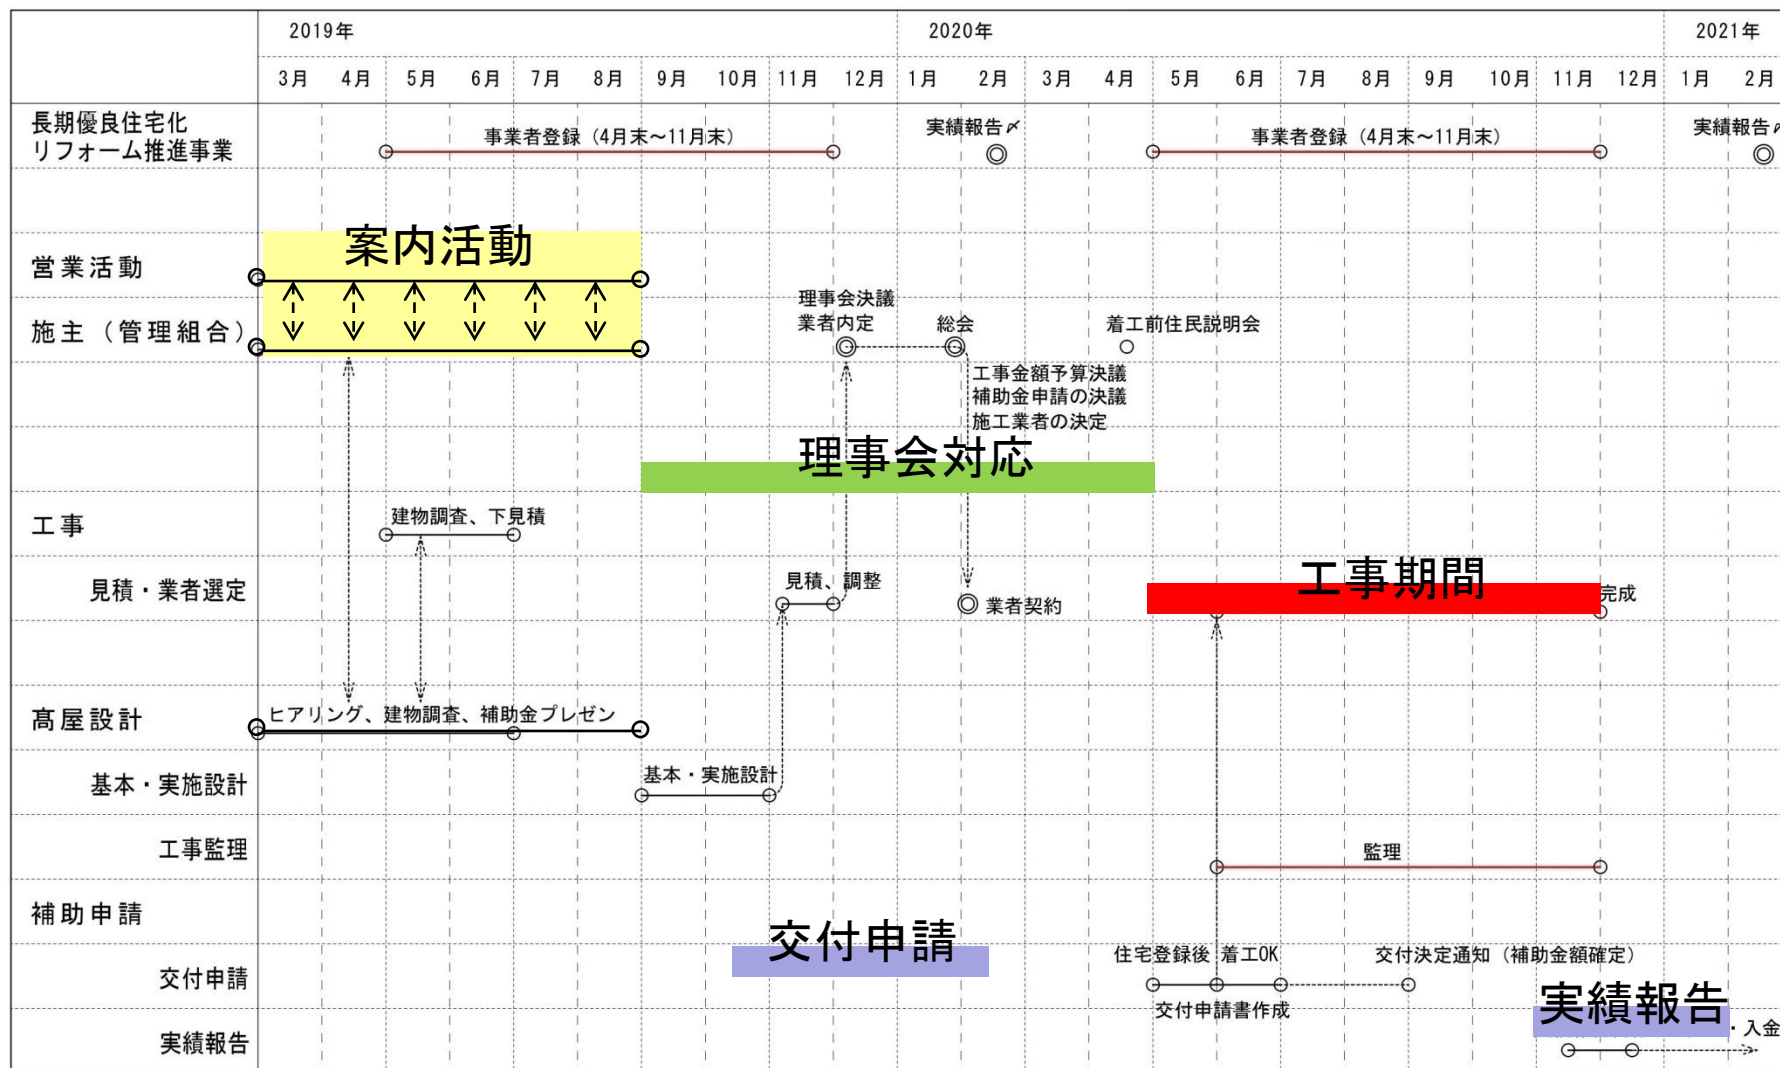 2019年
2020年
2021年
3月 4月 5月 6月 7月 8月 9月 10月 11月 12月 1月 2月 3月 4月 5月 6月 7月 8月 9月 10月 11月 12月 1月 2月
長期優良住宅化
リフォーム推進事業
事業者登録（4月末～11月末）
実績報告〆
事業者登録（4月末～11月末）
実績報告〆
営業活動
案内活動
施主（管理組合）
理事会決議
業者内定
総会
着工前住民説明会
工事金額予算決議
補助金申請の決議
施工業者の決定
理事会対応
工事
建物調査、下見積
見積・業者選定
見積、調整
業者契約
工事期間
完成
髙屋設計
ヒアリング、建物調査、補助金プレゼン
基本・実施設計
基本・実施設計
工事監理
監理
補助申請
交付申請
交付申請
住宅登録後 着工OK
交付決定通知（補助金額確定）
交付申請書作成
実績報告
実績報告
・入金